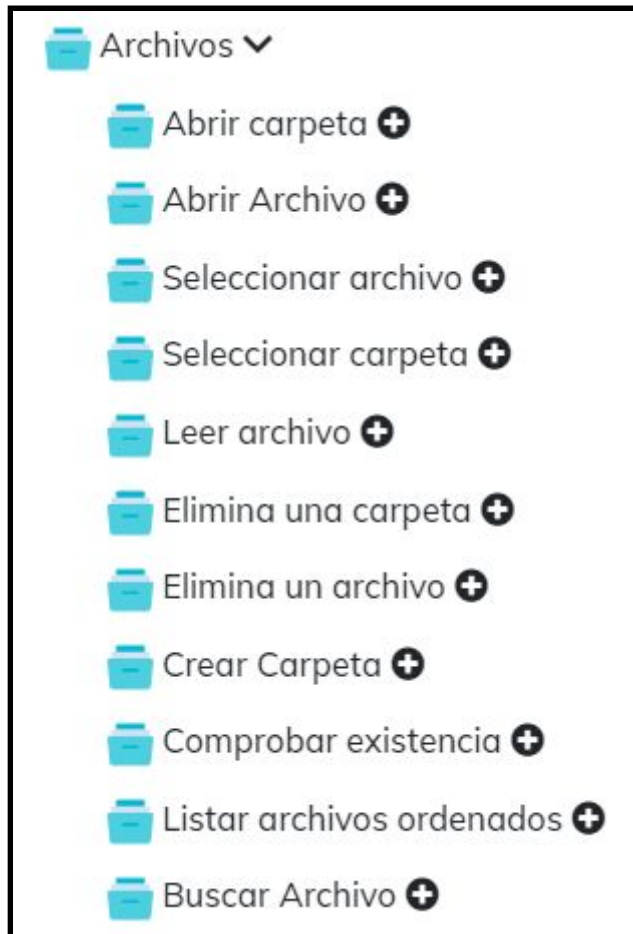 Archivos
Abrir carpeta
Abrir Archivo
Seleccionar archivo
Seleccionar carpeta
Leer archivo
Elimina una carpeta
Elimina un archivo
Crear Carpeta
Comprobar existencia
Listar archivos ordenados
Buscar Archivo